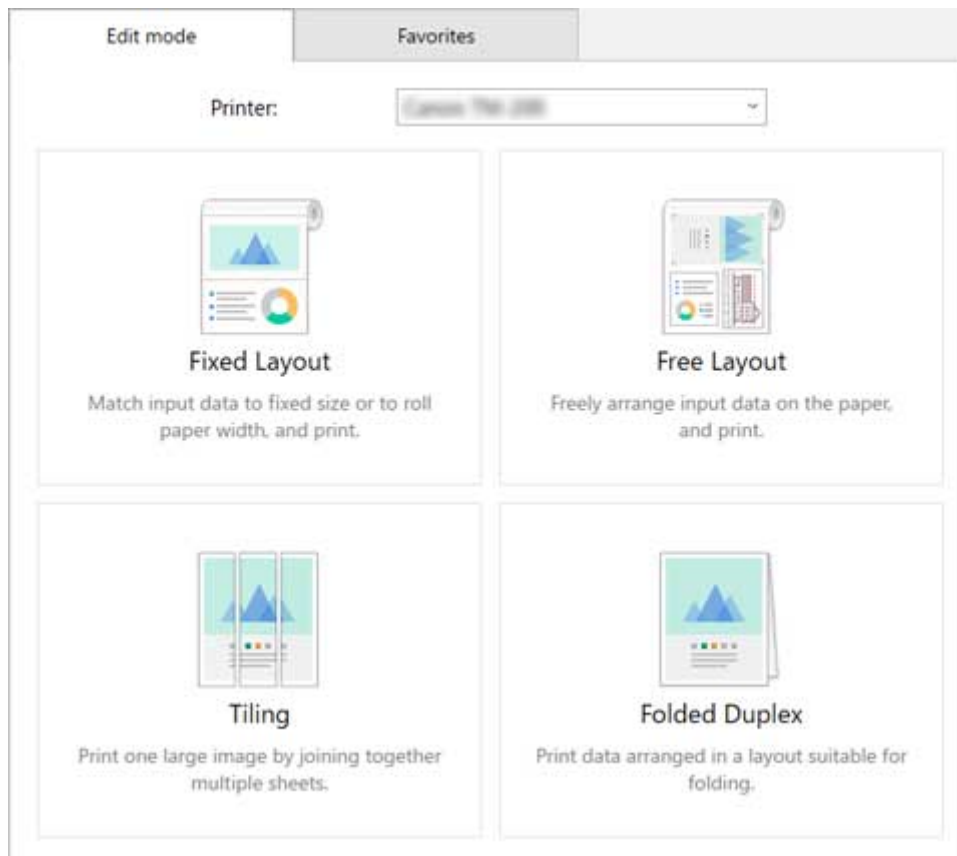 Edit mode
Favorites
Printer:
Fixed Layout
Match input data to fixed size or to roll
paper width, and print.
Free Layout
Freely arrange input data on the paper,
and print.
Tiling
Print one large image by joining together
multiple sheets.
Folded Duplex
Print data arranged in a layout suitable for
folding.